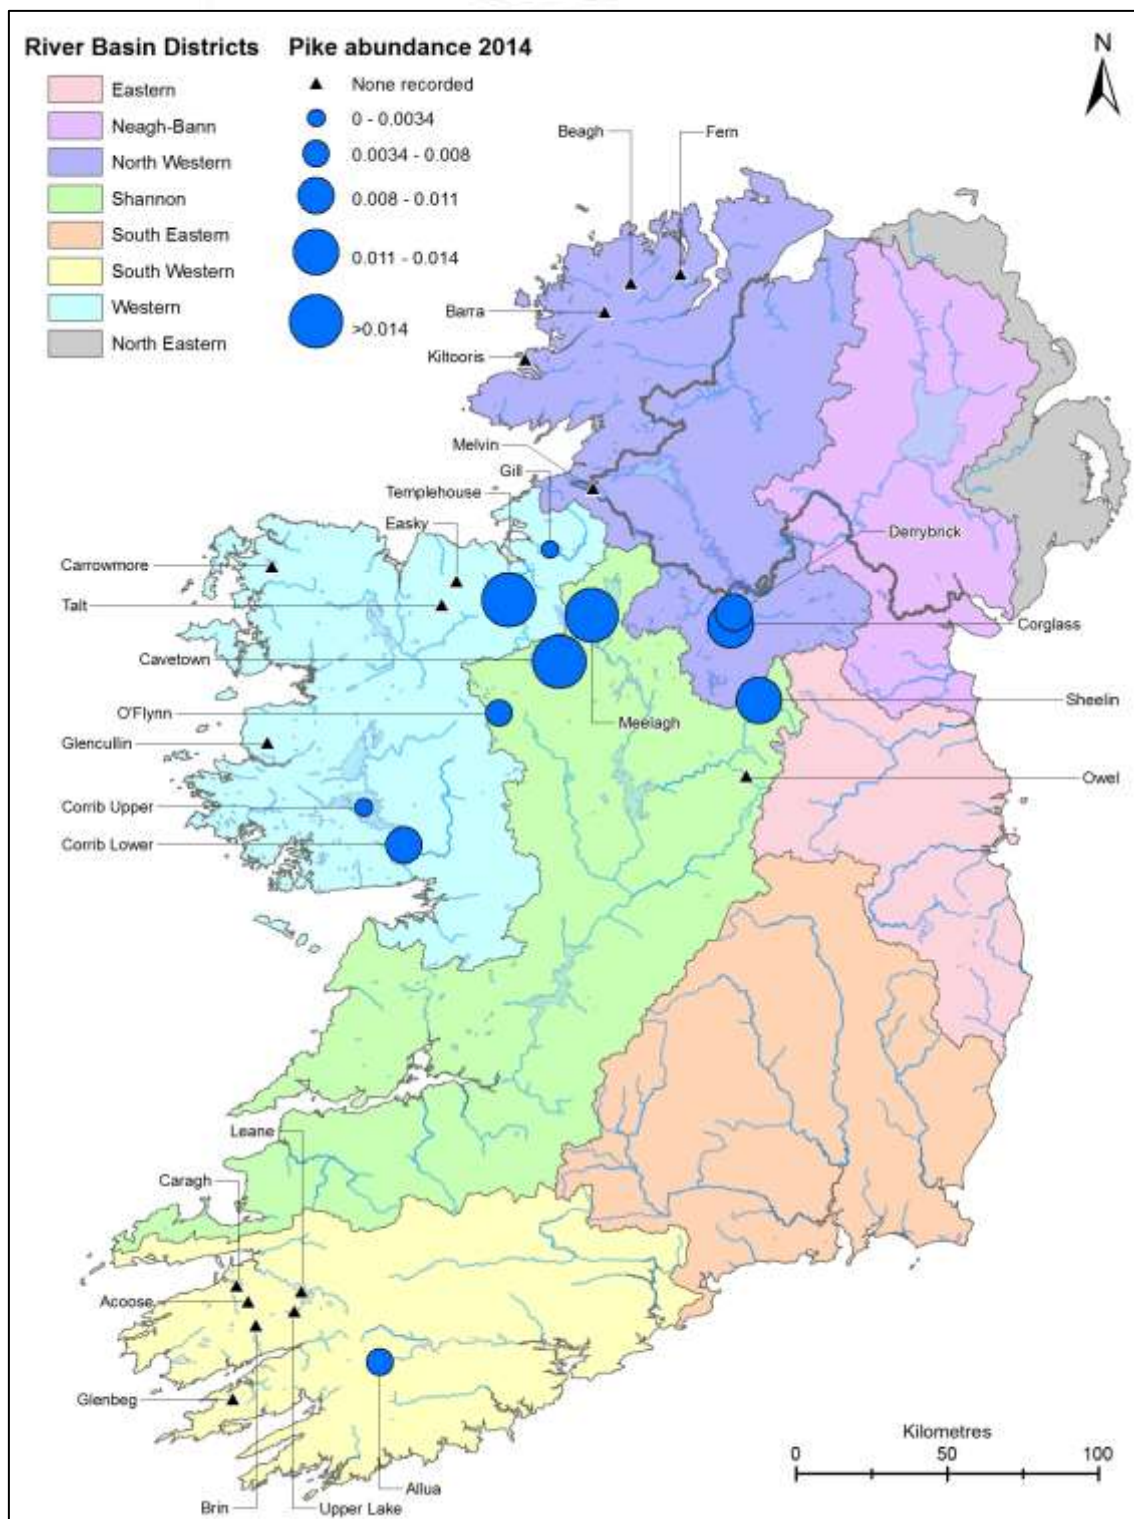 River Basin Districts
Eastern
Neagh-Bann
North Western
Shannon
South Eastern
South Western
Western
North Eastern
Pike abundance 2014
None recorded
0 - 0.0034
0.0034 - 0.008
0.008 - 0.011
0.011 - 0.014
>0.014
N
Beagh
Fern
Barra
Kiltooris
Melvin
Gill
Templehouse
Easky
Derrybrick
Carrowmore
Talt
Corglass
Cavetown
Sheelin
O'Flynn
Meelagh
Glencullin
Owel
Corrib Upper
Corrib Lower
Leane
Caragh
Acoose
Glenbeg
Kilometres
0 50 100
Allua
Brin
Upper Lake